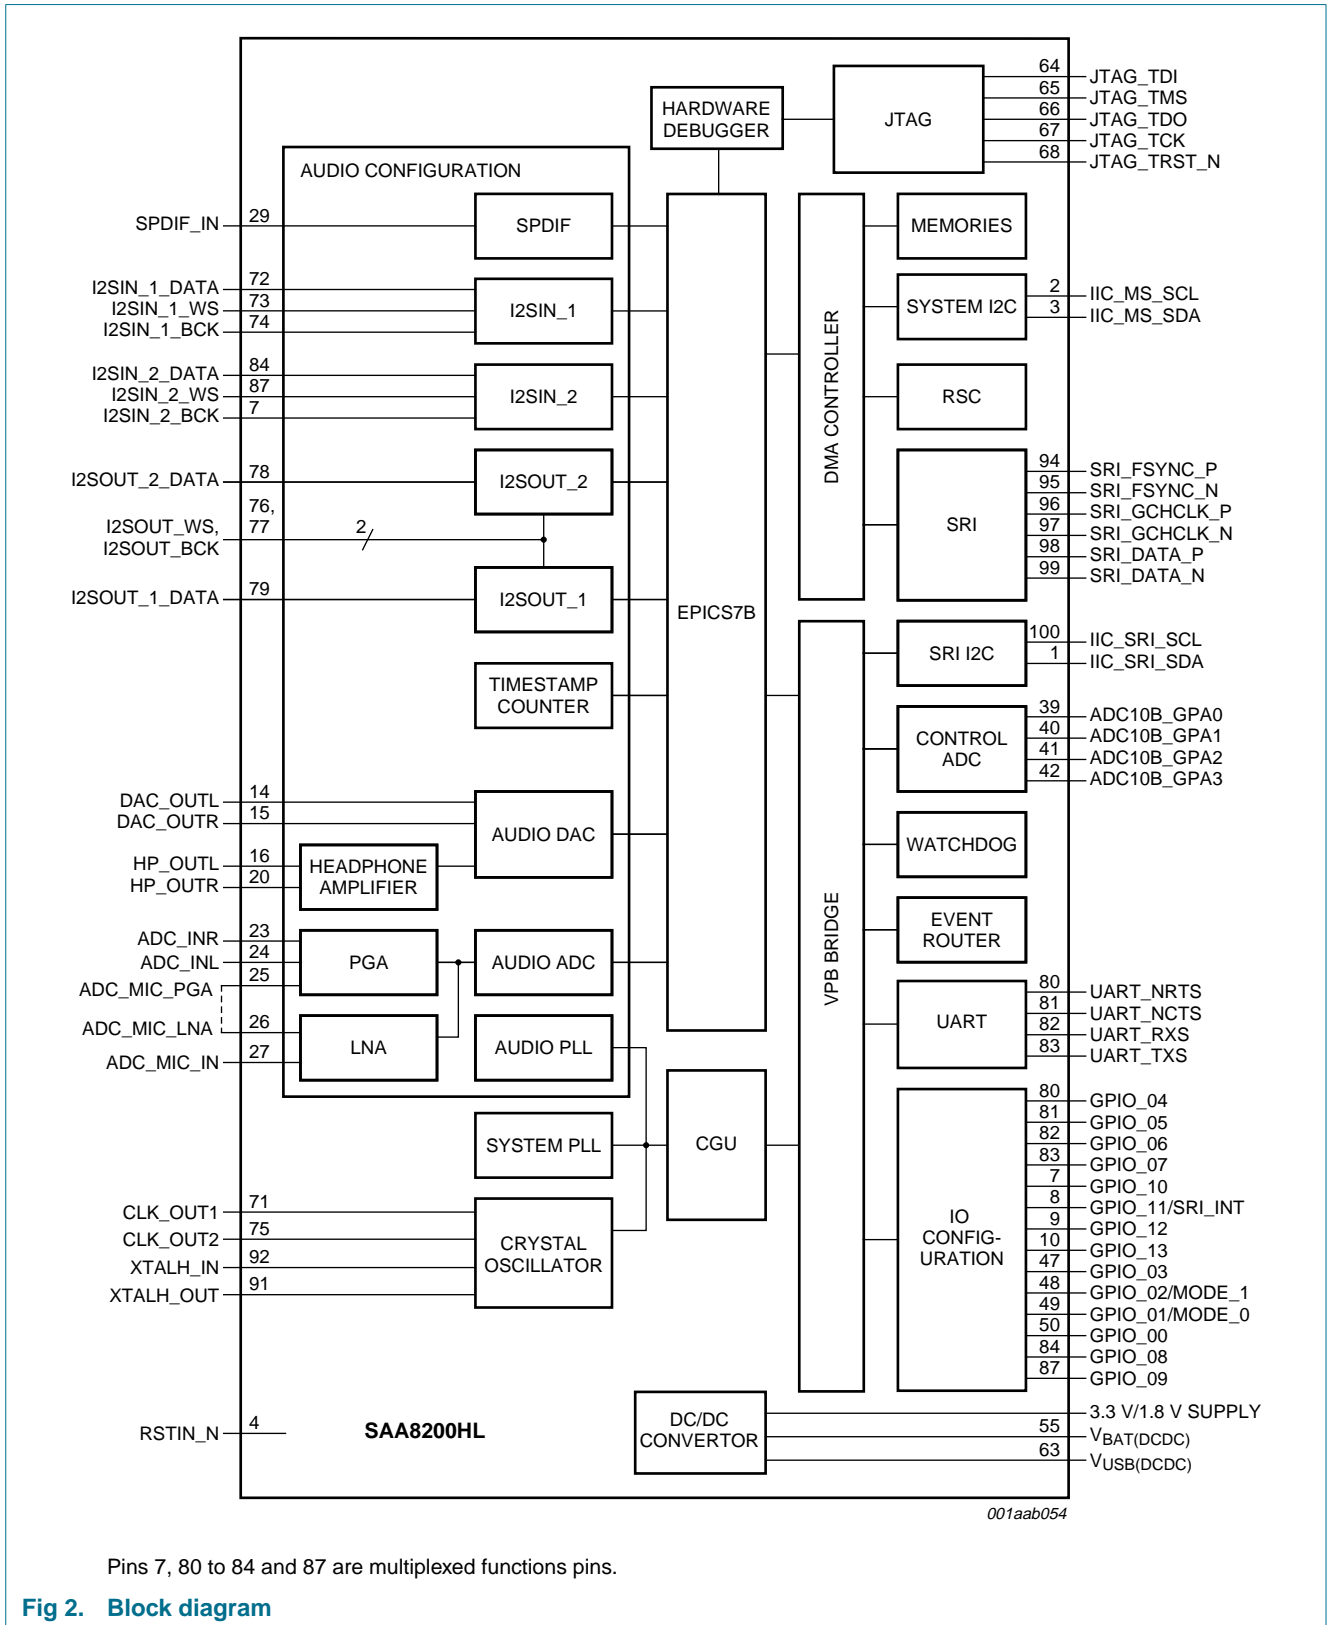 HARDWARE
DEBUGGER
JTAG
64
JTAG_TDI
65
JTAG_TMS
66
JTAG_TDO
67
JTAG_TCK
68
JTAG_TRST_N
AUDIO CONFIGURATION
SPDIF_IN
29
SPDIF
I2SIN_1_DATA
72
I2SIN_1_WS
73
I2SIN_1_BCK
74
I2SIN_1
I2SIN_2_DATA
84
I2SIN_2_WS
87
I2SIN_2_BCK
7
I2SIN_2
I2SOUT_2_DATA
78
I2SOUT_2
76,
I2SOUT_WS,
77
2
I2SOUT_BCK
I2SOUT_1_DATA
79
I2SOUT_1
TIMESTAMP
COUNTER
DAC_OUTL
14
DAC_OUTR
15
AUDIO DAC
HP_OUTL
16
HP_OUTR
20
HEADPHONE
AMPLIFIER
ADC_INR
23
ADC_INL
24
ADC_MIC_PGA
25
PGA
AUDIO ADC
ADC_MIC_LNA
26
ADC_MIC_IN
27
LNA
AUDIO PLL
SYSTEM PLL
CGU
CLK_OUT1
71
CLK_OUT2
75
XTALH_IN
92
XTALH_OUT
91
CRYSTAL
OSCILLATOR
RSTIN_N
4
SAA8200HL
EPICS7B
DMA CONTROLLER
MEMORIES
SYSTEM I2C
2
IIC_MS_SCL
3
IIC_MS_SDA
RSC
SRI
94
SRI_FSYNC_P
95
SRI_FSYNC_N
96
SRI_GCHCLK_P
97
SRI_GCHCLK_N
98
SRI_DATA_P
99
SRI_DATA_N
VPB BRIDGE
SRI I2C
100
IIC_SRI_SCL
1
IIC_SRI_SDA
CONTROL
ADC
39
ADC10B_GPA0
40
ADC10B_GPA1
41
ADC10B_GPA2
42
ADC10B_GPA3
WATCHDOG
EVENT
ROUTER
UART
80
UART_NRTS
81
UART_NCTS
82
UART_RXS
83
UART_TXS
IO
CONFIG-
URATION
80
GPIO_04
81
GPIO_05
82
GPIO_06
83
GPIO_07
7
GPIO_10
8
GPIO_11/SRI_INT
9
GPIO_12
10
GPIO_13
47
GPIO_03
48
GPIO_02/MODE_1
49
GPIO_01/MODE_0
50
GPIO_00
84
GPIO_08
87
GPIO_09
DC/DC
CONVERTOR
3.3 V/1.8 V SUPPLY
55
VBAT(DCDC)
63
VUSB(DCDC)
001aab054
Pins 7, 80 to 84 and 87 are multiplexed functions pins.
Fig 2. Block diagram